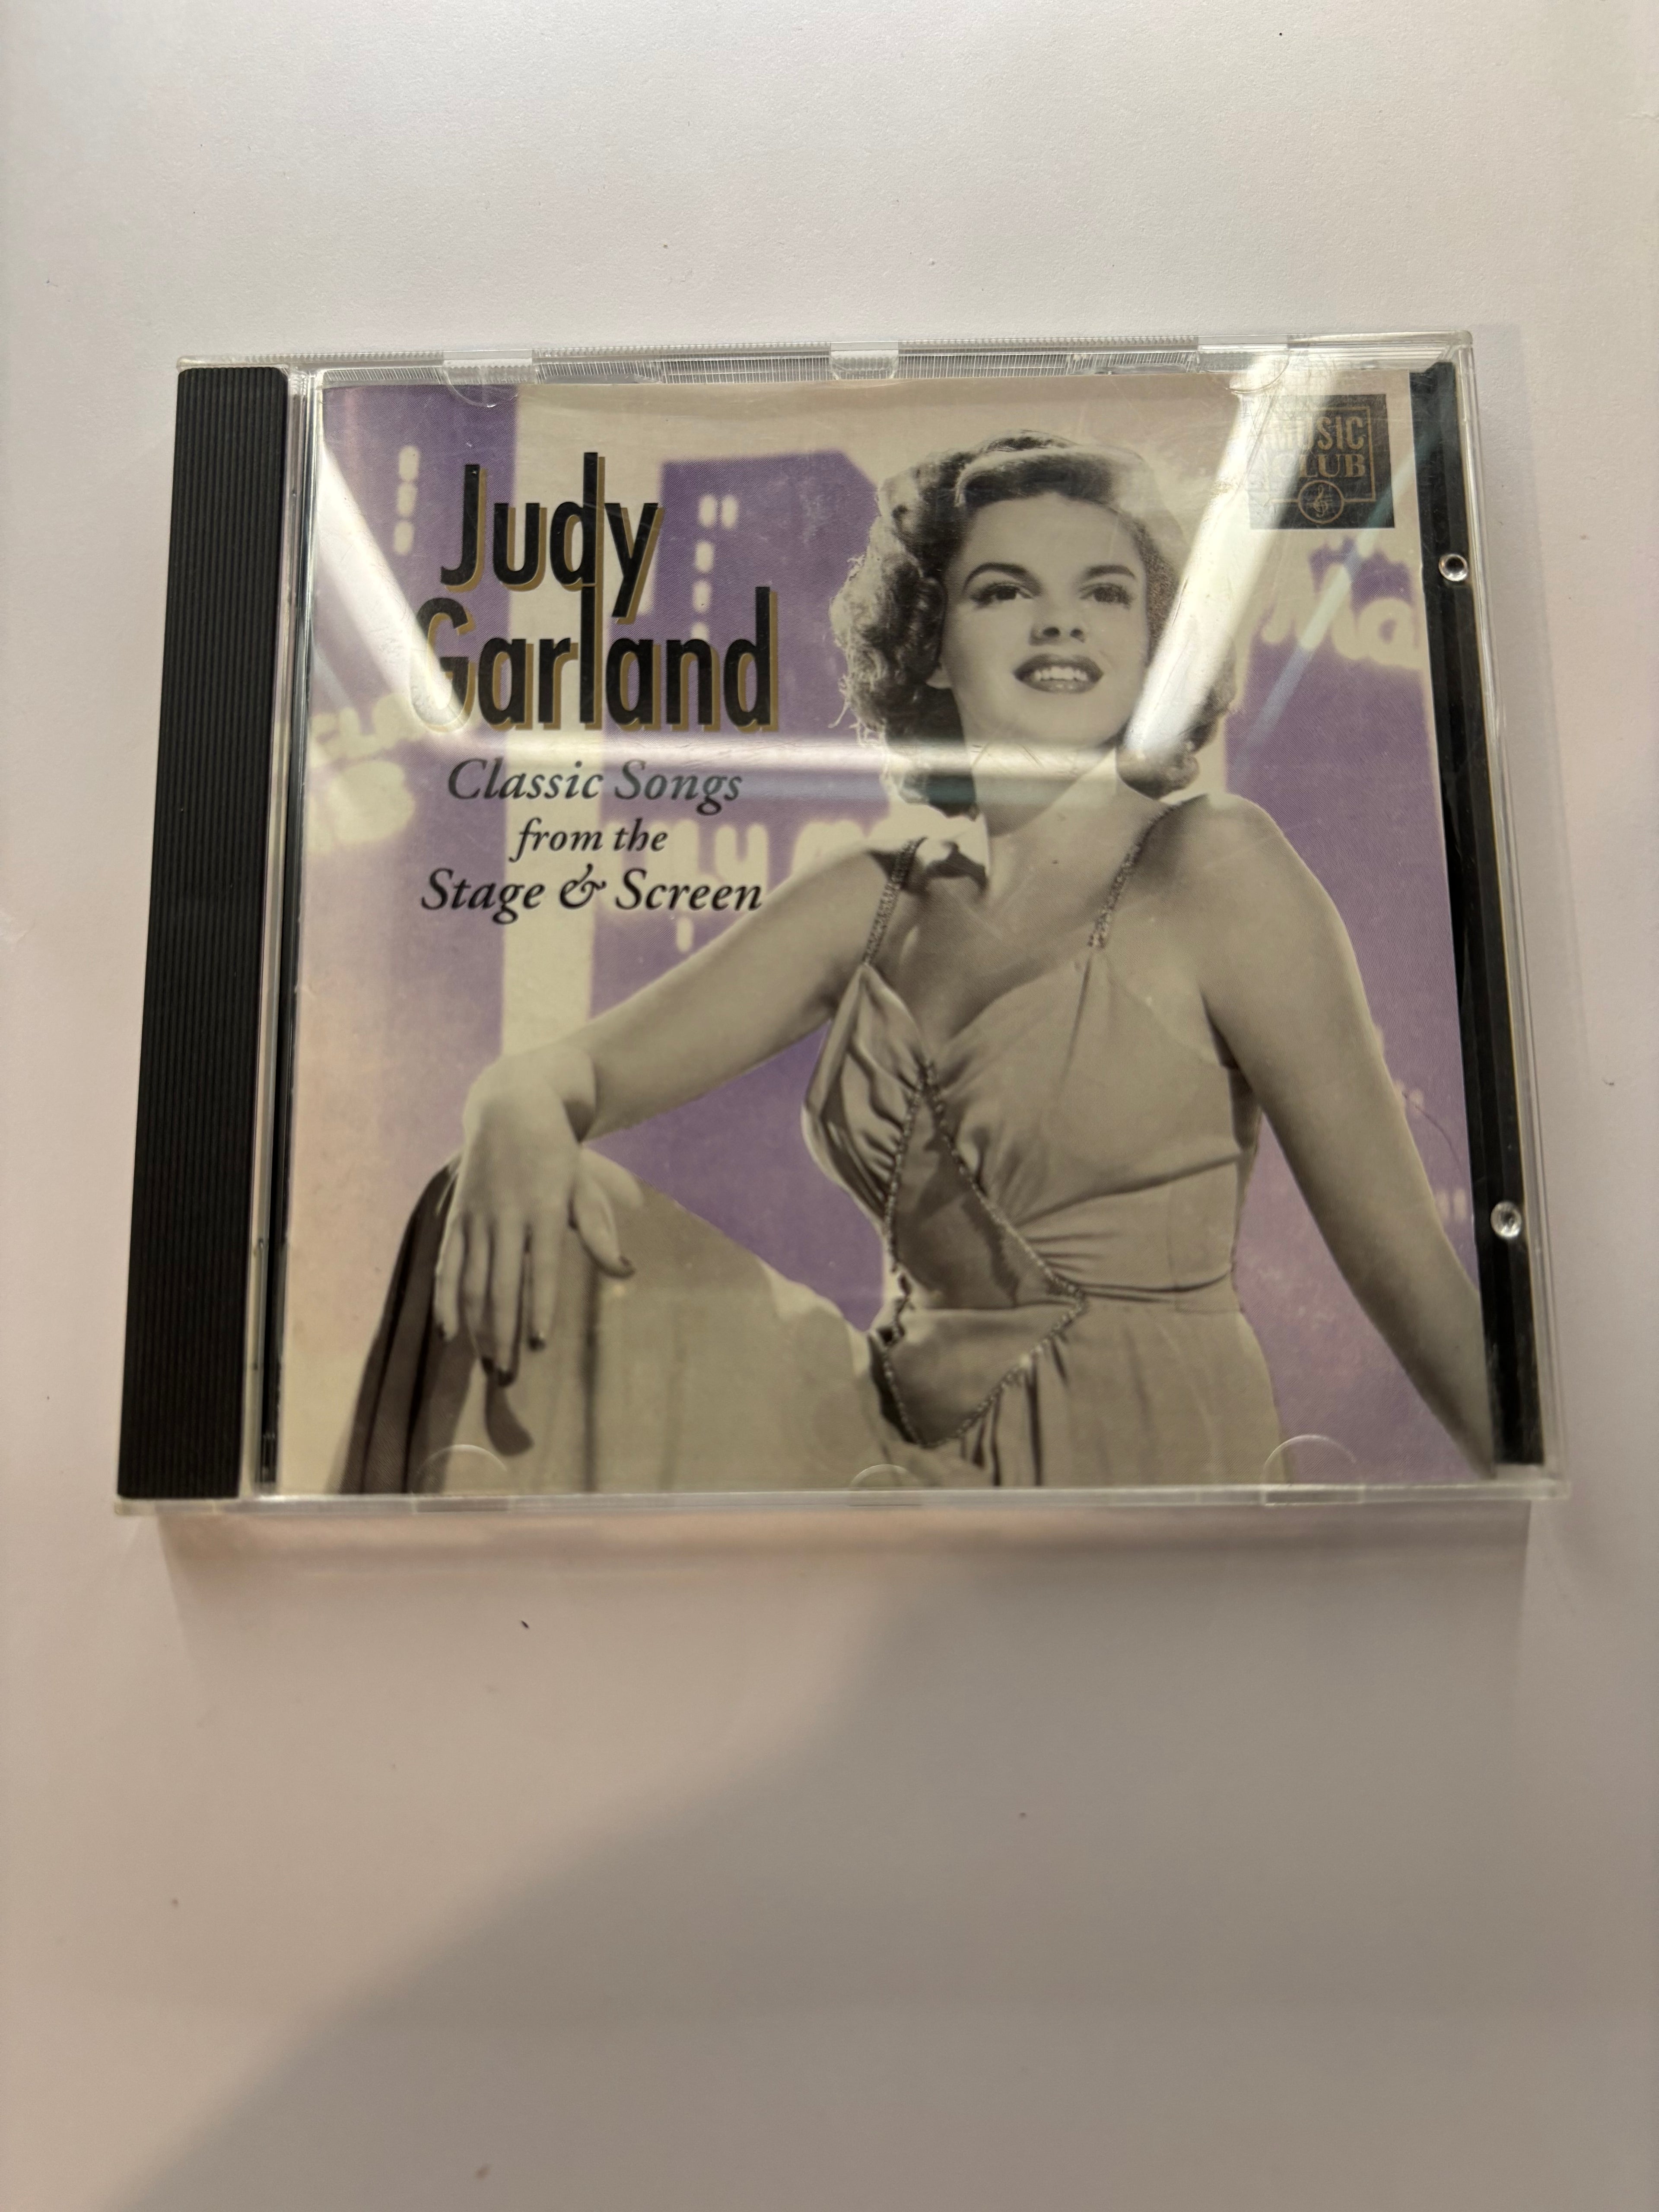 Judy
Garland
Classic Songs
from the
Stage & Screen
MUSIC
CLUB